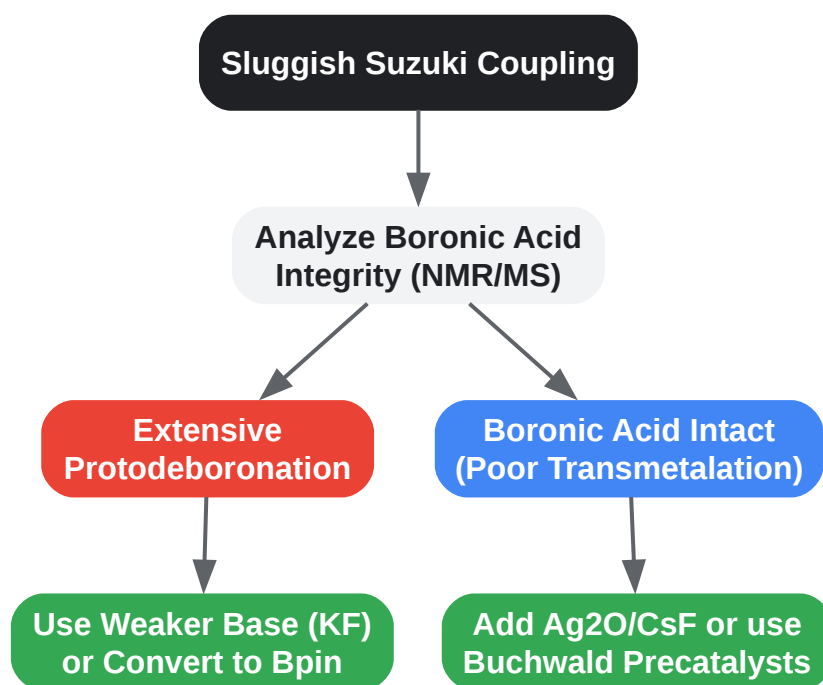 Sluggish Suzuki Coupling
Analyze Boronic Acid
Integrity (NMR/MS)
Extensive
Protodeboronation
Boronic Acid Intact
(Poor Transmetalation)
Use Weaker Base (KF)
or Convert to Bpin
Add Ag2O/CsF or use
Buchwald Precatalysts